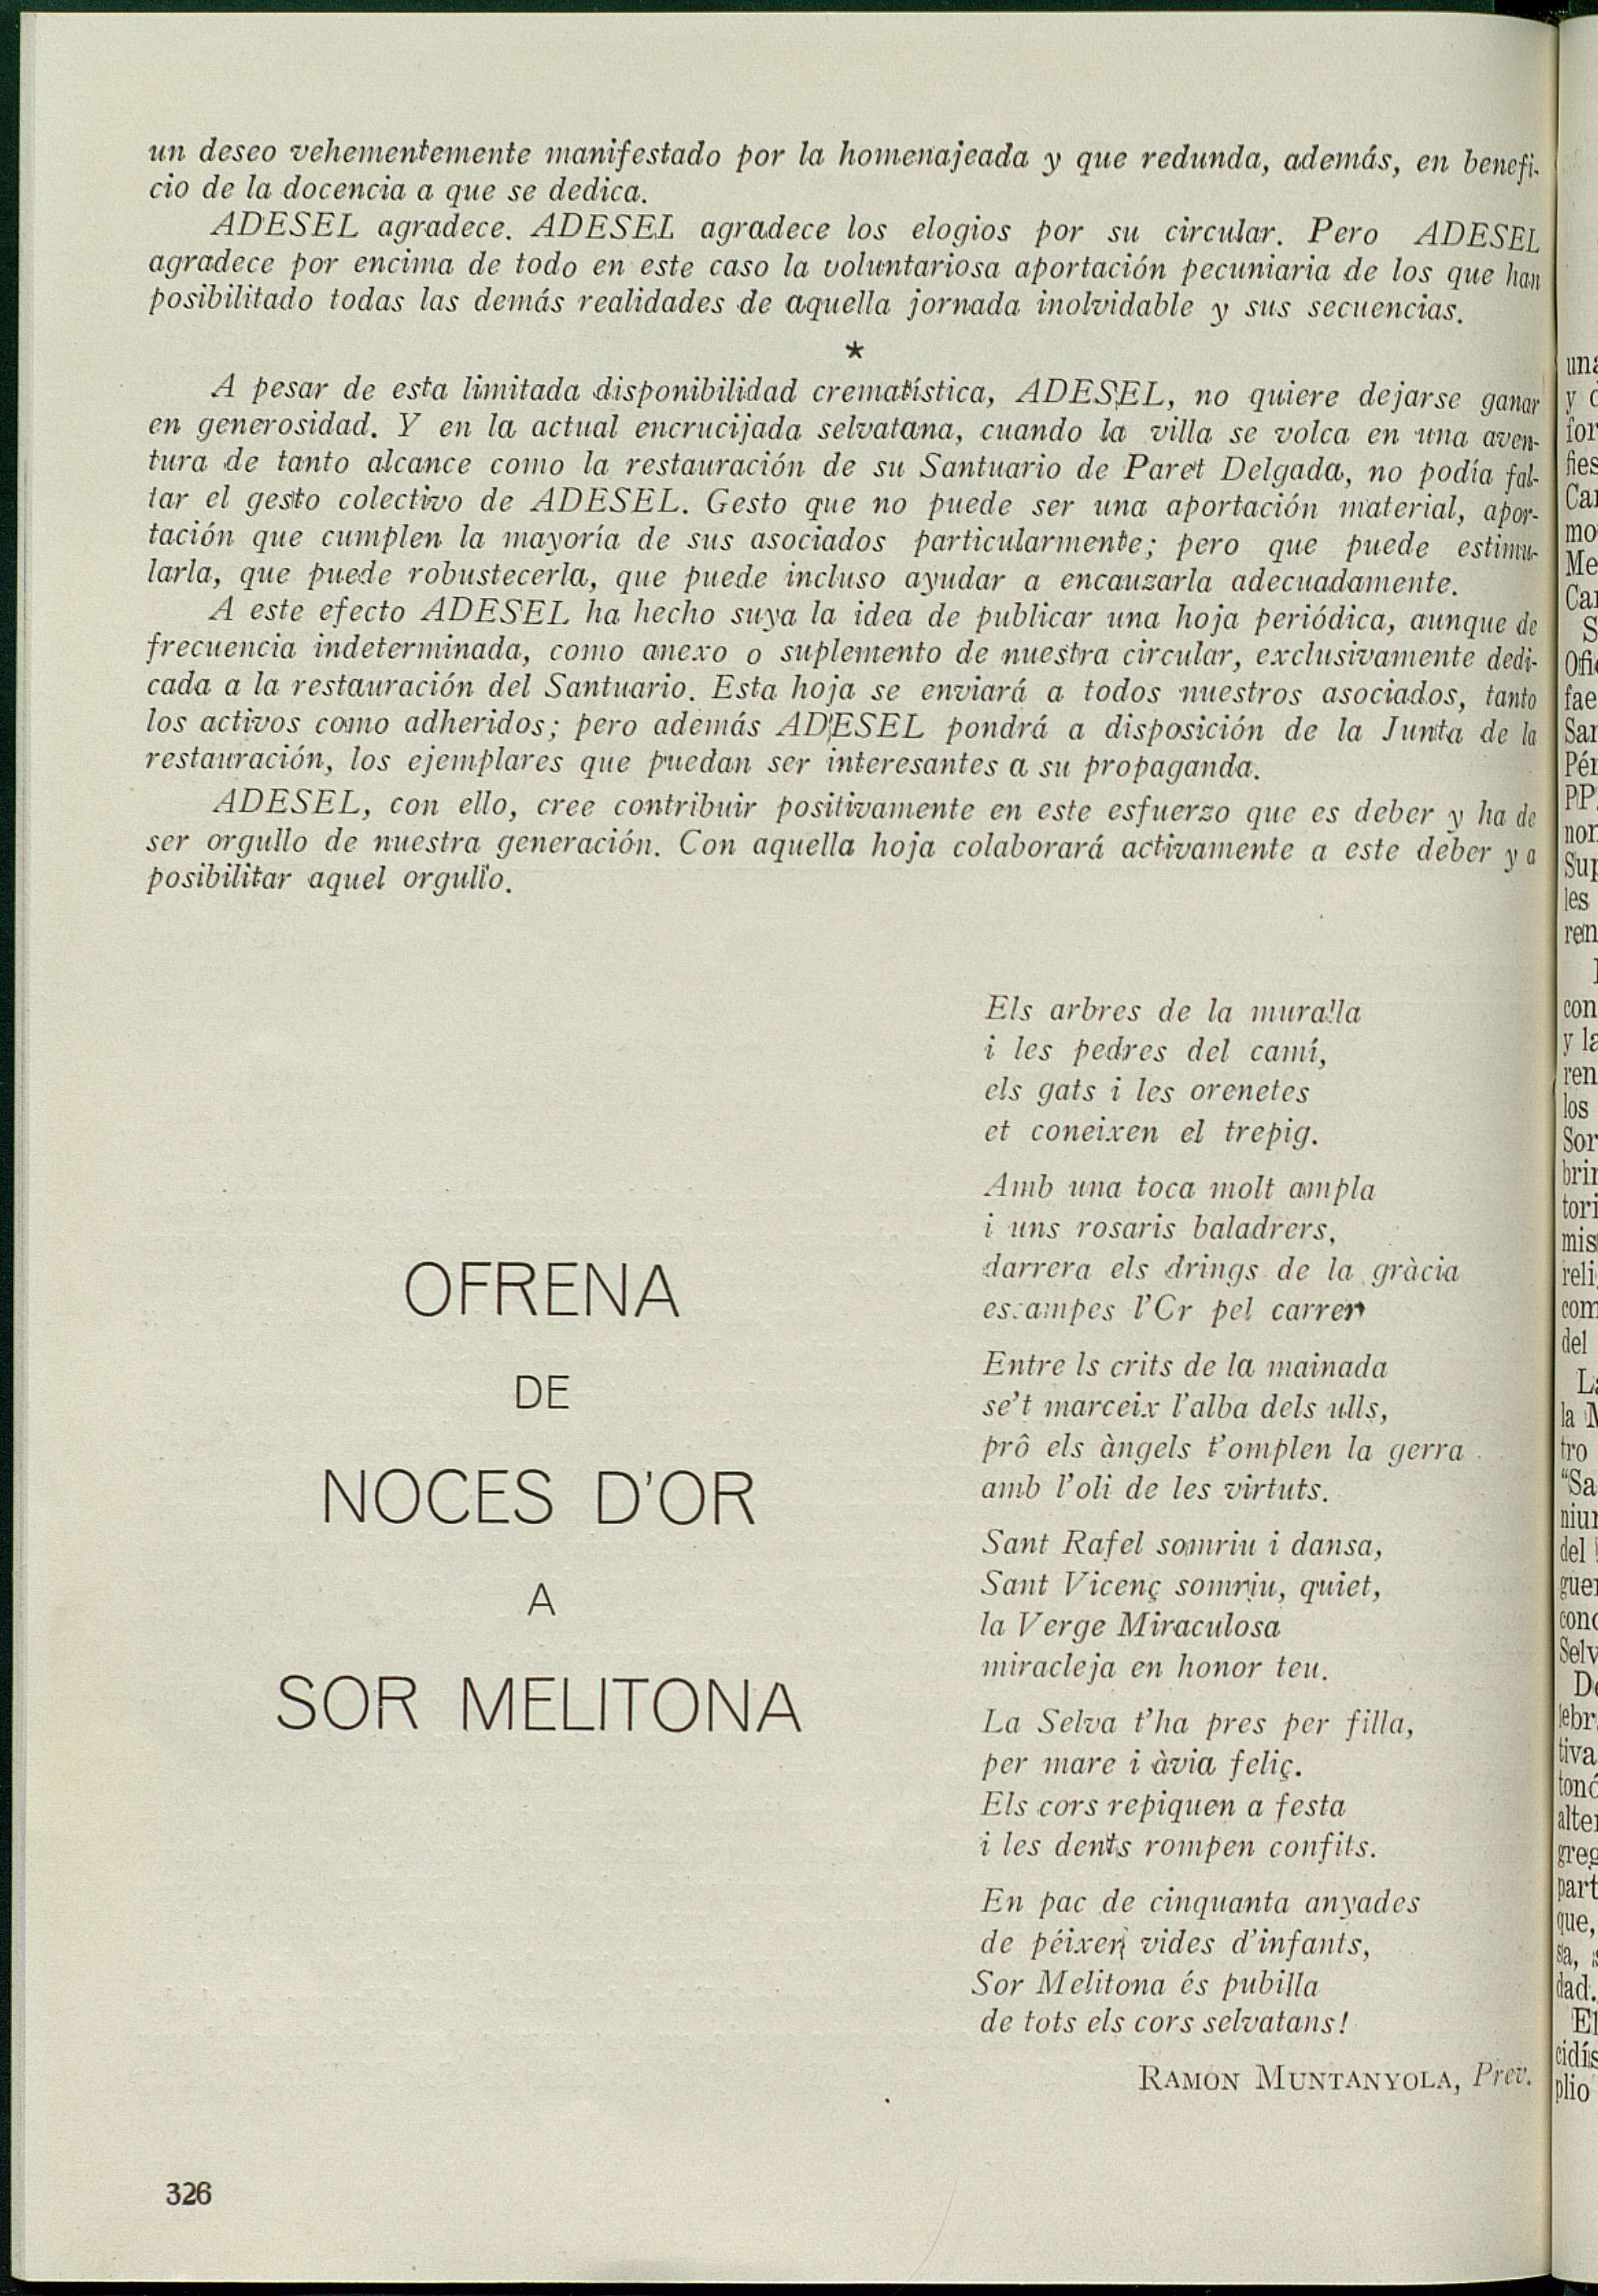 un deseo vehementemente manifestado por la homenajeada y que redunda, además, en benefi-
cio de la docencia a que se dedica.
ADESEL agradece. ADESEL agradece los elogios por su circular. Pero ADESEL
agradece por encima de todo en este caso la voluntariosa aportación pecuniaria de los que han
posibilitado todas las demás realidades de aquella jornada inolvidable y sus secuencias.
*
A pesar de esta limitada disponibilidad crematística, ADESEL, no quiere dejarse ganar
en generosidad. Y en la actual encrucijada selvatana, cuando la villa se volca en una aven-
tura de tanto alcance como la restauración de su Santuario de Paret Delgada, no podía fal-
tar el gesto colectivo de ADESEL. Gesto que no puede ser una aportación material, apor-
tación que cumplen la mayoría de sus asociados particularmente; pero que puede estimu-
larla, que puede robustecerla, que puede incluso ayudar a encauzarla adecuadamente.
A este efecto ADESEL ha hecho suya la idea de publicar una hoja periódica, aunque de
frecuencia indeterminada, como anexo o suplemento de nuestra circular, exclusivamente dedi-
cada a la restauración del Santuario. Esta hoja se enviará a todos nuestros asociados, tanto
los activos como adheridos; pero además ADESEL pondrá a disposición de la Junta de la
restauración, los ejemplares que puedan ser interesantes a su propaganda.
ADESEL, con ello, cree contribuir positivamente en este esfuerzo que es deber y ha de
ser orgullo de nuestra generación. Con aquella hoja colaborará activamente a este deber y a
posibilitar aquel orgullo.
OFRENA
DE
NOCES D'OR
A
SOR MELITONA
Els arbres de la muralla
i les pedres del camí,
els gats i les orenetes
et coneixen el trepig.
Amb una toca molt ampla
i uns rosaris baladrers,
darrera els drings de la gràcia
escampes l'Cr pel carrer
Entre ls crits de la mainada
se't marceix l'alba dels ulls,
prô els àngels t'omplen la gerra
amb l'oli de les virtuts.
Sant Rafel somriu i dansa,
Sant Vicenç somriu, quiet,
la Verge Miraculosa
miracleja en honor teu.
La Selva t'ha pres per filla,
per mare i àvia feliç.
Els cors repiquen a festa
i les dents rompen confits.
En pac de cinquanta anyades
de péixer vides d'infants,
Sor Melitona és pubilla
de tots els cors selvatans!
RAMON MUNTANYOLA, Prev.
326